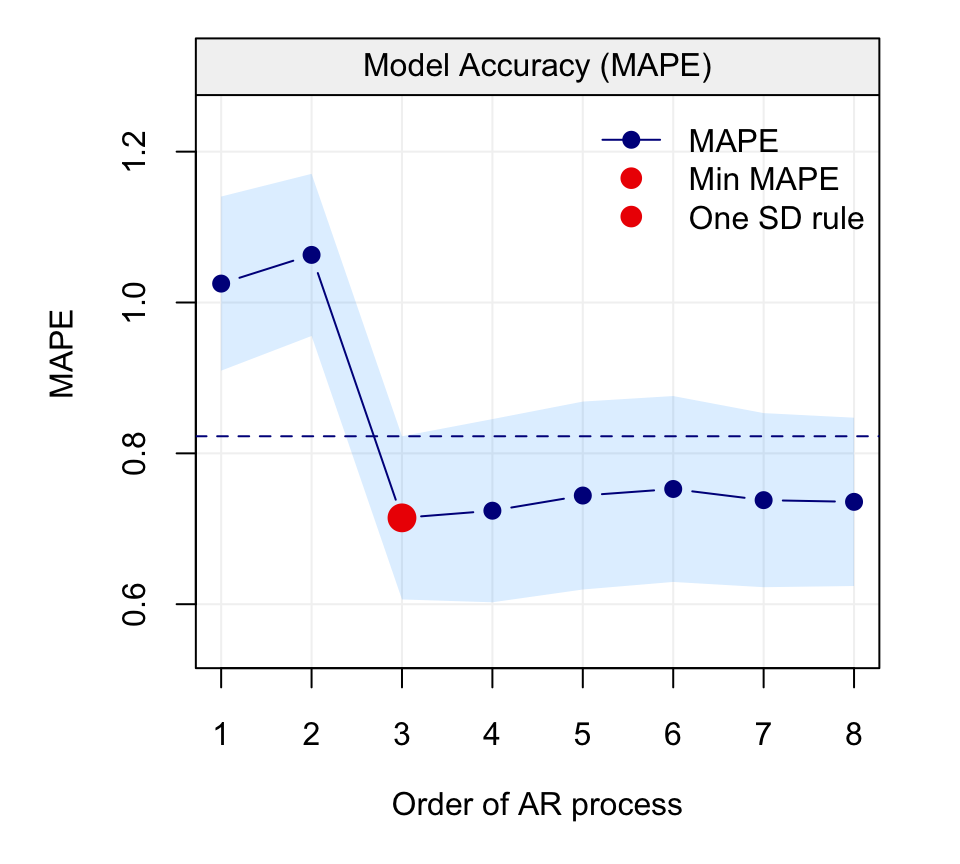 Model Accuracy (MAPE)
MAPE
Min MAPE
One SD rule
MAPE
1.2
1.0
0.8
0.6
1 2 3 4 5 6 7 8
Order of AR process